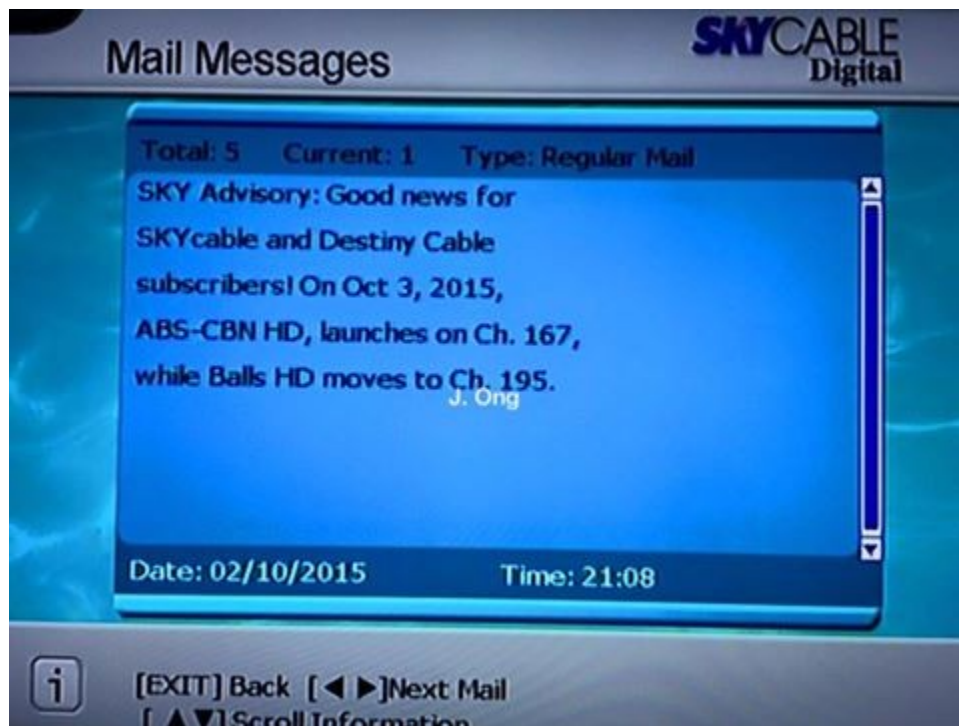 Mail Messages
SKYCABLE
Digital
Total: 5 Current: 1 Type: Regular Mail
SKY Advisory: Good news for
SKYcable and Destiny Cable
subscribers! On Oct 3, 2015,
ABS-CBN HD, launches on Ch. 167,
while Balls HD moves to Ch. 195.
J. Ong
Date: 02/10/2015 Time: 21:08
i [EXIT] Back [◀ ▶]Next Mail
[ ▲▼] Scroll Information